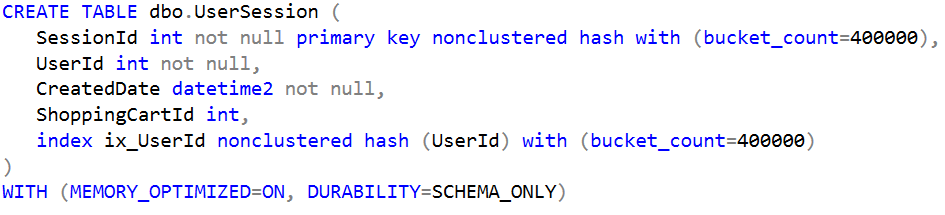 CREATE TABLE dbo.UserSession (
   SessionId int not null primary key nonclustered hash with (bucket_count=400000),
   UserId int not null,
   CreatedDate datetime2 not null,
   ShoppingCartId int,
   index ix_UserId nonclustered hash (UserId) with (bucket_count=400000)
)
WITH (MEMORY_OPTIMIZED=ON, DURABILITY=SCHEMA_ONLY)